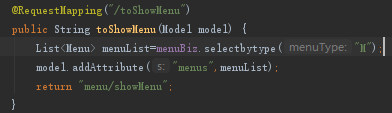 @RequestMapping("/toShowMenu")
public String toShowMenu(Model model) {
List<Menu> menuList=menuBis.selectbytype( menuType: "M");
model.addAttribute( s: "menus",menuList);
return "menu/showMenu";
}